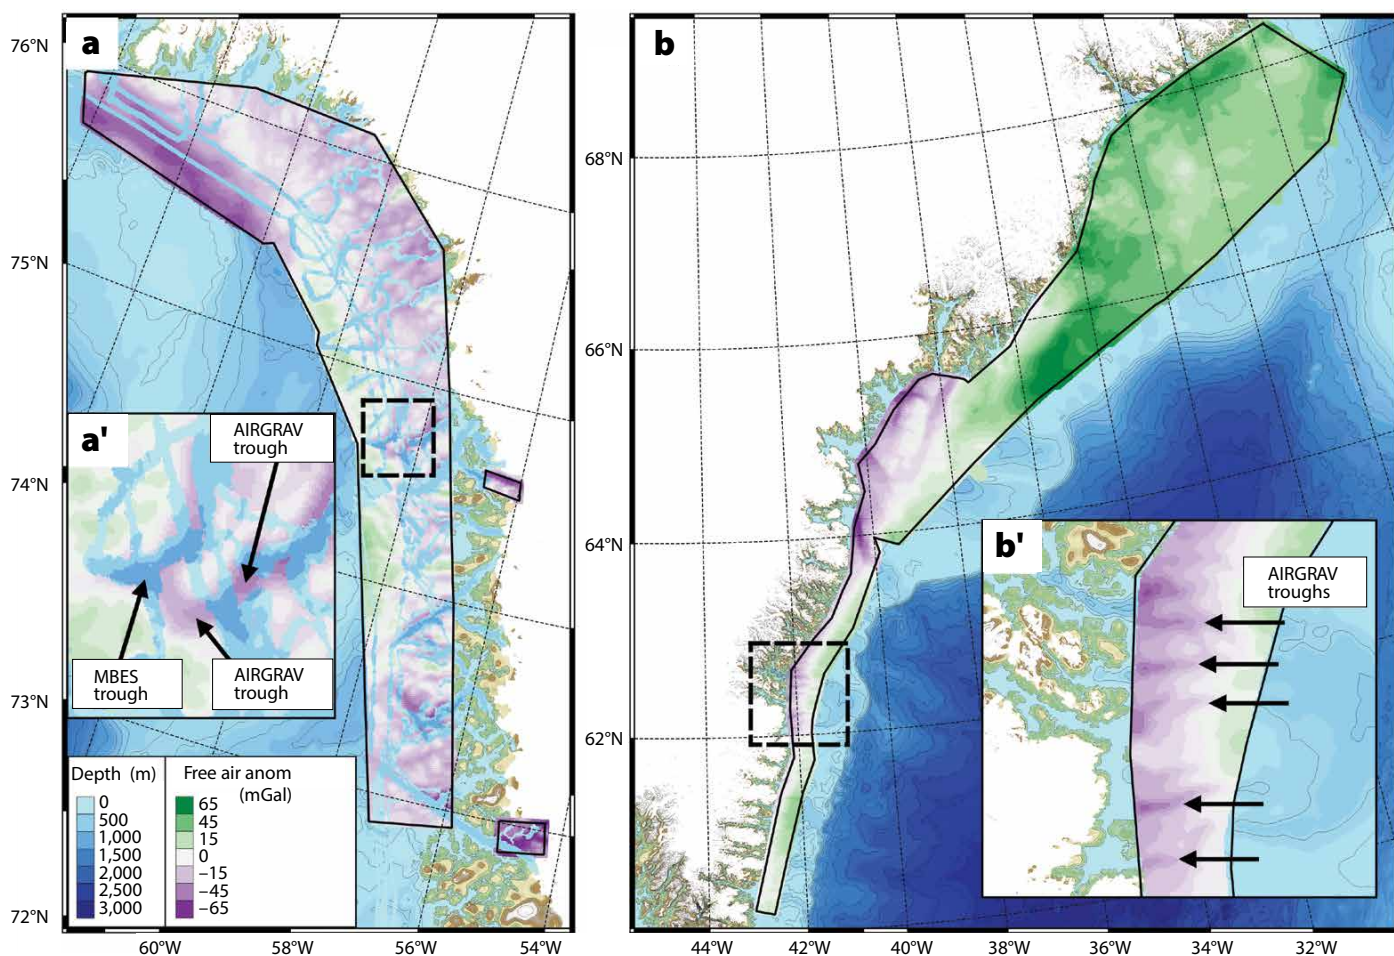 a
76°N
75°N
74°N
73°N
72°N
60°W
58°W
56°W
54°W
a'
AIRGRAV
trough
MBES
trough
AIRGRAV
trough
Depth (m)
0
500
1,000
1,500
2,000
2,500
3,000
Free air anom
(mGal)
65
45
15
0
−15
−45
−65
b
68°N
66°N
64°N
62°N
44°W
42°W
40°W
38°W
36°W
34°W
32°W
b'
AIRGRAV
troughs